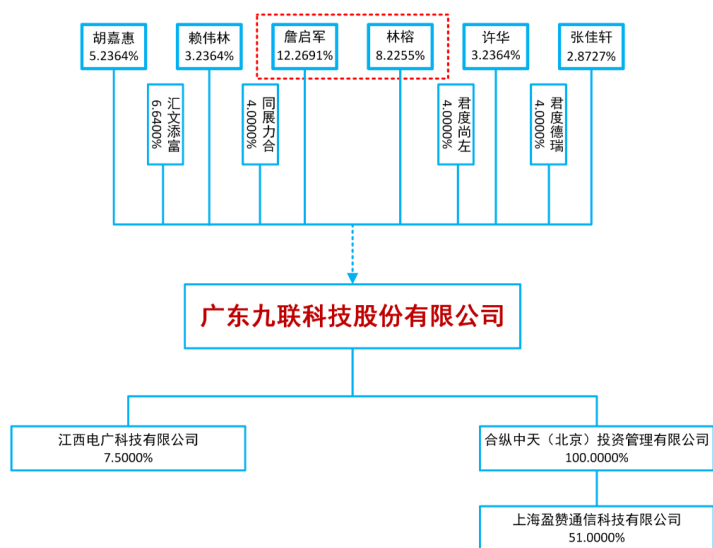 胡嘉惠
5.2364%
赖伟林
3.2364%
詹启军
12.2691%
林榕
8.2255%
许华
3.2364%
张佳轩
2.8727%
汇文添富
6.6400%
同展力合
4.0000%
君度尚左
4.0000%
君度德瑞
4.0000%
广东九联科技股份有限公司
江西电广科技有限公司
7.5000%
合纵中天（北京）投资管理有限公司
100.0000%
上海盈赞通信科技有限公司
51.0000%